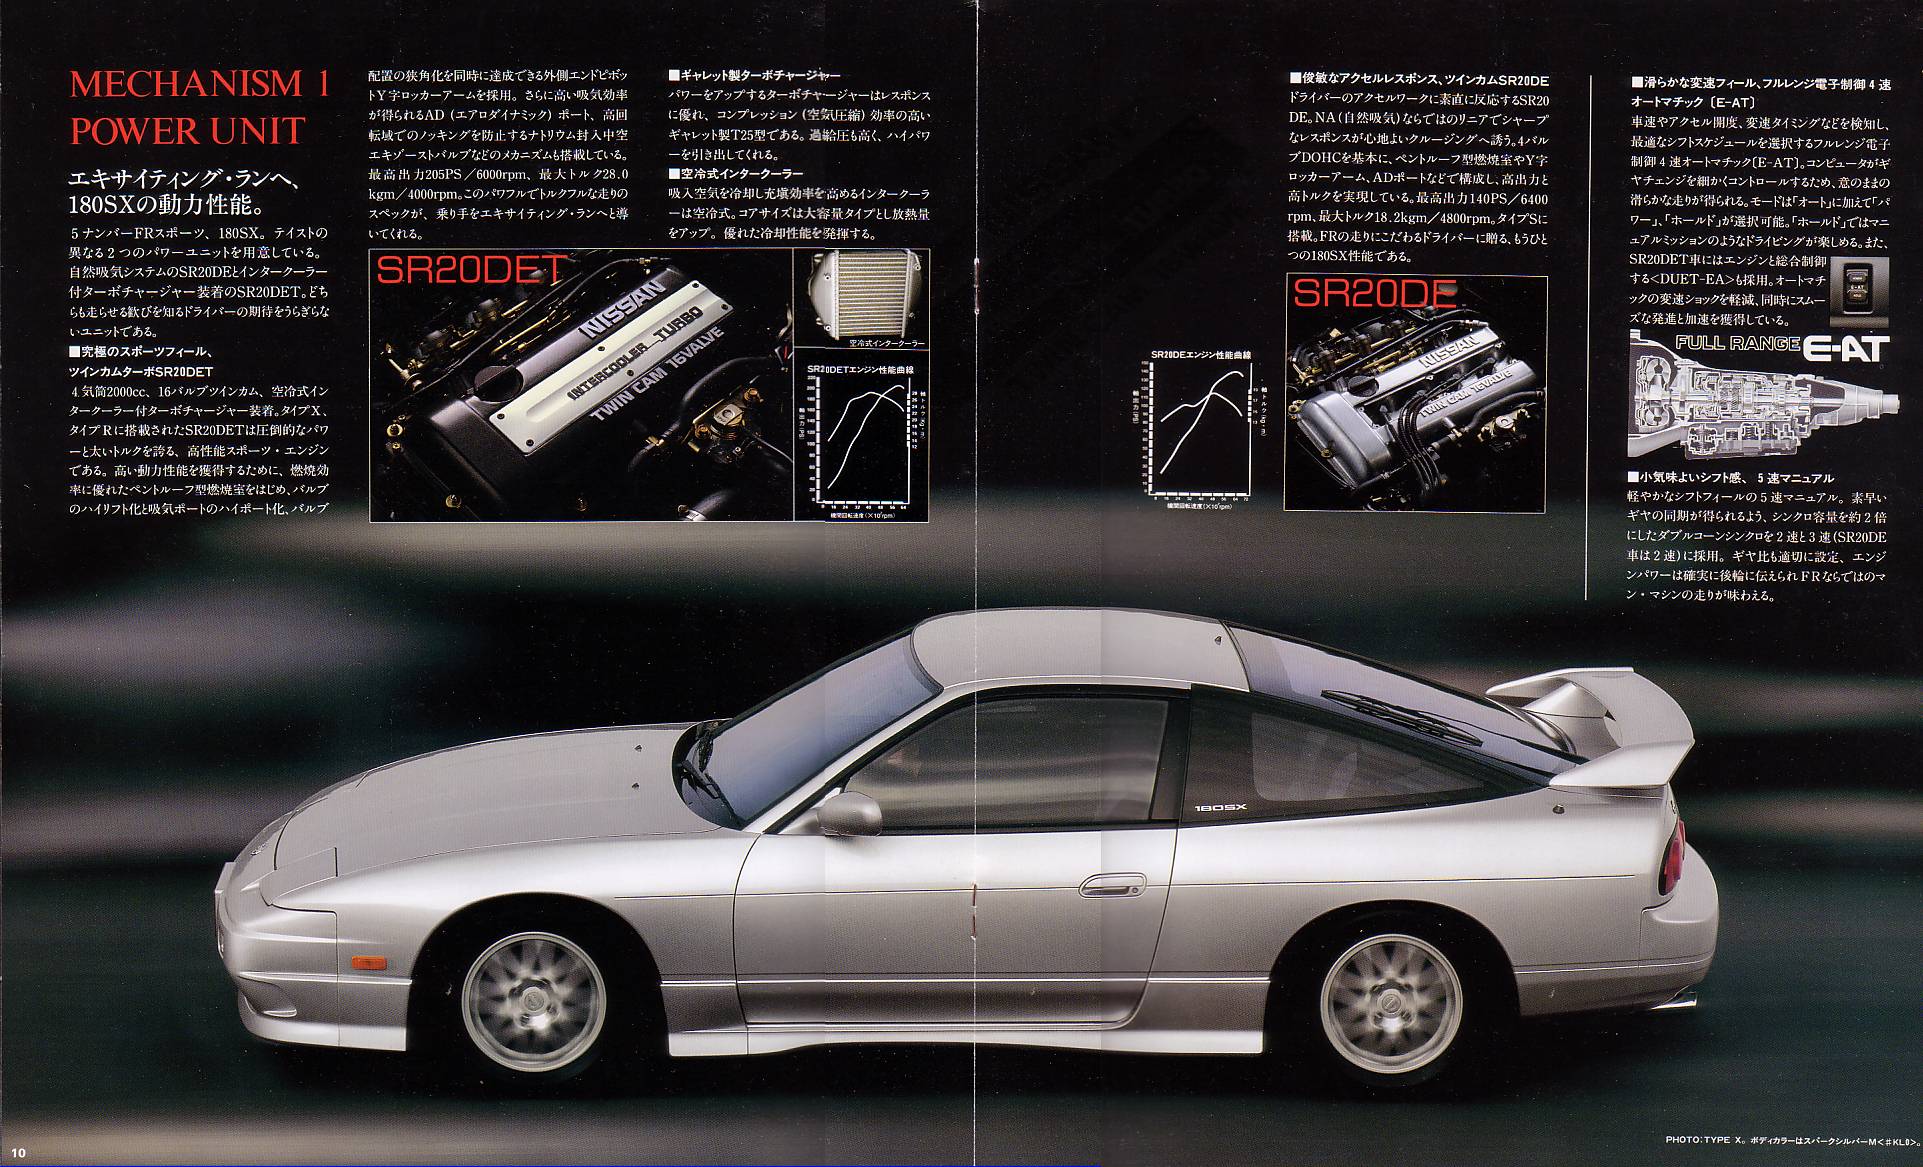 MECHANISM 1
POWER UNIT
エキサイティング・ランへ、
180SXの動力性能。
5ナンバーFRスポーツ、180SX。テイストの
異なる2つのパワーユニットを用意している。
自然吸気システムのSR20DEとインタークーラー
付ターボチャージャー装着のSR20DET。どち
らも走らせる歓びを知るドライバーの期待をうらぎらな
いユニットである。
■究極のスポーツフィール、
ツインカムターボSR20DET
4気筒2000cc、16バルブツインカム、空冷式イン
タークーラー付ターボチャージャー装着。タイプX、
タイプRに搭載されたSR20DETは圧倒的なパワ
ーと太いトルクを誇る、高性能スポーツ・エンジン
である。高い動力性能を獲得するために、燃焼効
率に優れたペントルーフ型燃焼室をはじめ、バルブ
のハイリフト化と吸気ポートのハイポート化、バルブ
配置の狭角化を同時に達成できる外側エンドピボッ
トY字ロッカーアームを採用。さらに高い吸気効率
が得られるAD(エアロダイナミック)ポート、高回
転域でのノッキングを防止するナトリウム封入中空
エキゾーストバルブなどのメカニズムも搭載している。
最高出力205PS/6000rpm、最大トルク28.0
kgm/4000rpm。このパワフルでトルクフルな走りの
スペックが、乗り手をエキサイティング・ランへと導
いてくれる。
■ギャレット製ターボチャージャー
パワーをアップするターボチャージャーはレスポンス
に優れ、コンプレッション(空気圧縮)効率の高い
ギャレット製T25型である。過給圧も高く、ハイパワ
ーを引き出してくれる。
■空冷式インタークーラー
吸入空気を冷却し充填効率を高めるインタークーラ
ーは空冷式。コアサイズは大容量タイプとし放熱量
をアップ。優れた冷却性能を発揮する。
SR20DET
NISSAN
INTERCOOLER TURBO
TWIN CAM 16VALVE
空冷式インタークーラー
SR20DETエンジン性能曲線
機関回転速度(×10²rpm)
SR20DEエンジン性能曲線
機関回転速度(×10²rpm)
■俊敏なアクセルレスポンス、ツインカムSR20DE
ドライバーのアクセルワークに素直に反応するSR20
DE。NA(自然吸気)ならではのリニアでシャープ
なレスポンスが心地よいクルージングへ誘う。4バル
ブDOHCを基本に、ペントルーフ型燃焼室やY字
ロッカーアーム、ADポートなどで構成し、高出力と
高トルクを実現している。最高出力140PS/6400
rpm、最大トルク18.2kgm/4800rpm。タイプSに
搭載。FRの走りにこだわるドライバーに贈る、もうひと
つの180SX性能である。
SR20DE
NISSAN
TWIN CAM 16VALVE
■滑らかな変速フィール、フルレンジ電子制御4速
オートマチック〔E-AT〕
車速やアクセル開度、変速タイミングなどを検知し、
最適なシフトスケジュールを選択するフルレンジ電子
制御4速オートマチック〔E-AT〕。コンピュータがギ
ヤチェンジを細かくコントロールするため、意のままの
滑らかな走りが得られる。モードは「オート」に加えて「パ
ワー」、「ホールド」が選択可能。「ホールド」ではマニ
ュアルミッションのようなドライビングが楽しめる。また、
SR20DET車にはエンジンと総合制御
する<DUET-EA>も採用。オートマチ
ックの変速ショックを軽減、同時にスムー
ズな発進と加速を獲得している。
E-AT
FULL RANGE E-AT
■小気味よいシフト感、5速マニュアル
軽やかなシフトフィールの5速マニュアル。素早い
ギヤの同期が得られるよう、シンクロ容量を約2倍
にしたダブルコーンシンクロを2速と3速(SR20DE
車は2速)に採用。ギヤ比も適切に設定、エンジ
ンパワーは確実に後輪に伝えられFRならではのマ
ン・マシンの走りが味わえる。
180SX
PHOTO:TYPE X。ボディカラーはスパークシルバーM<#KL0>。
10